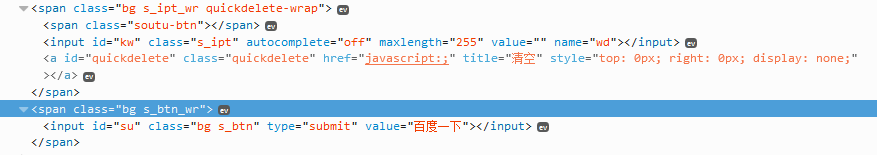 <span class="bg s_ipt_wr quickdelete-wrap"> ev
<span class="soutu-btn"></span> ev
<input id="kw" class="s_ipt" autocomplete="off" maxlength="255" value="" name="wd"></input> ev
<a id="quickdelete" class="quickdelete" href="javascript:;" title="清空" style="top: 0px; right: 0px; display: none;"
></a> ev
</span>
<span class="bg s_btn_wr"> ev
<input id="su" class="bg s_btn" type="submit" value="百度一下"></input> ev
</span>